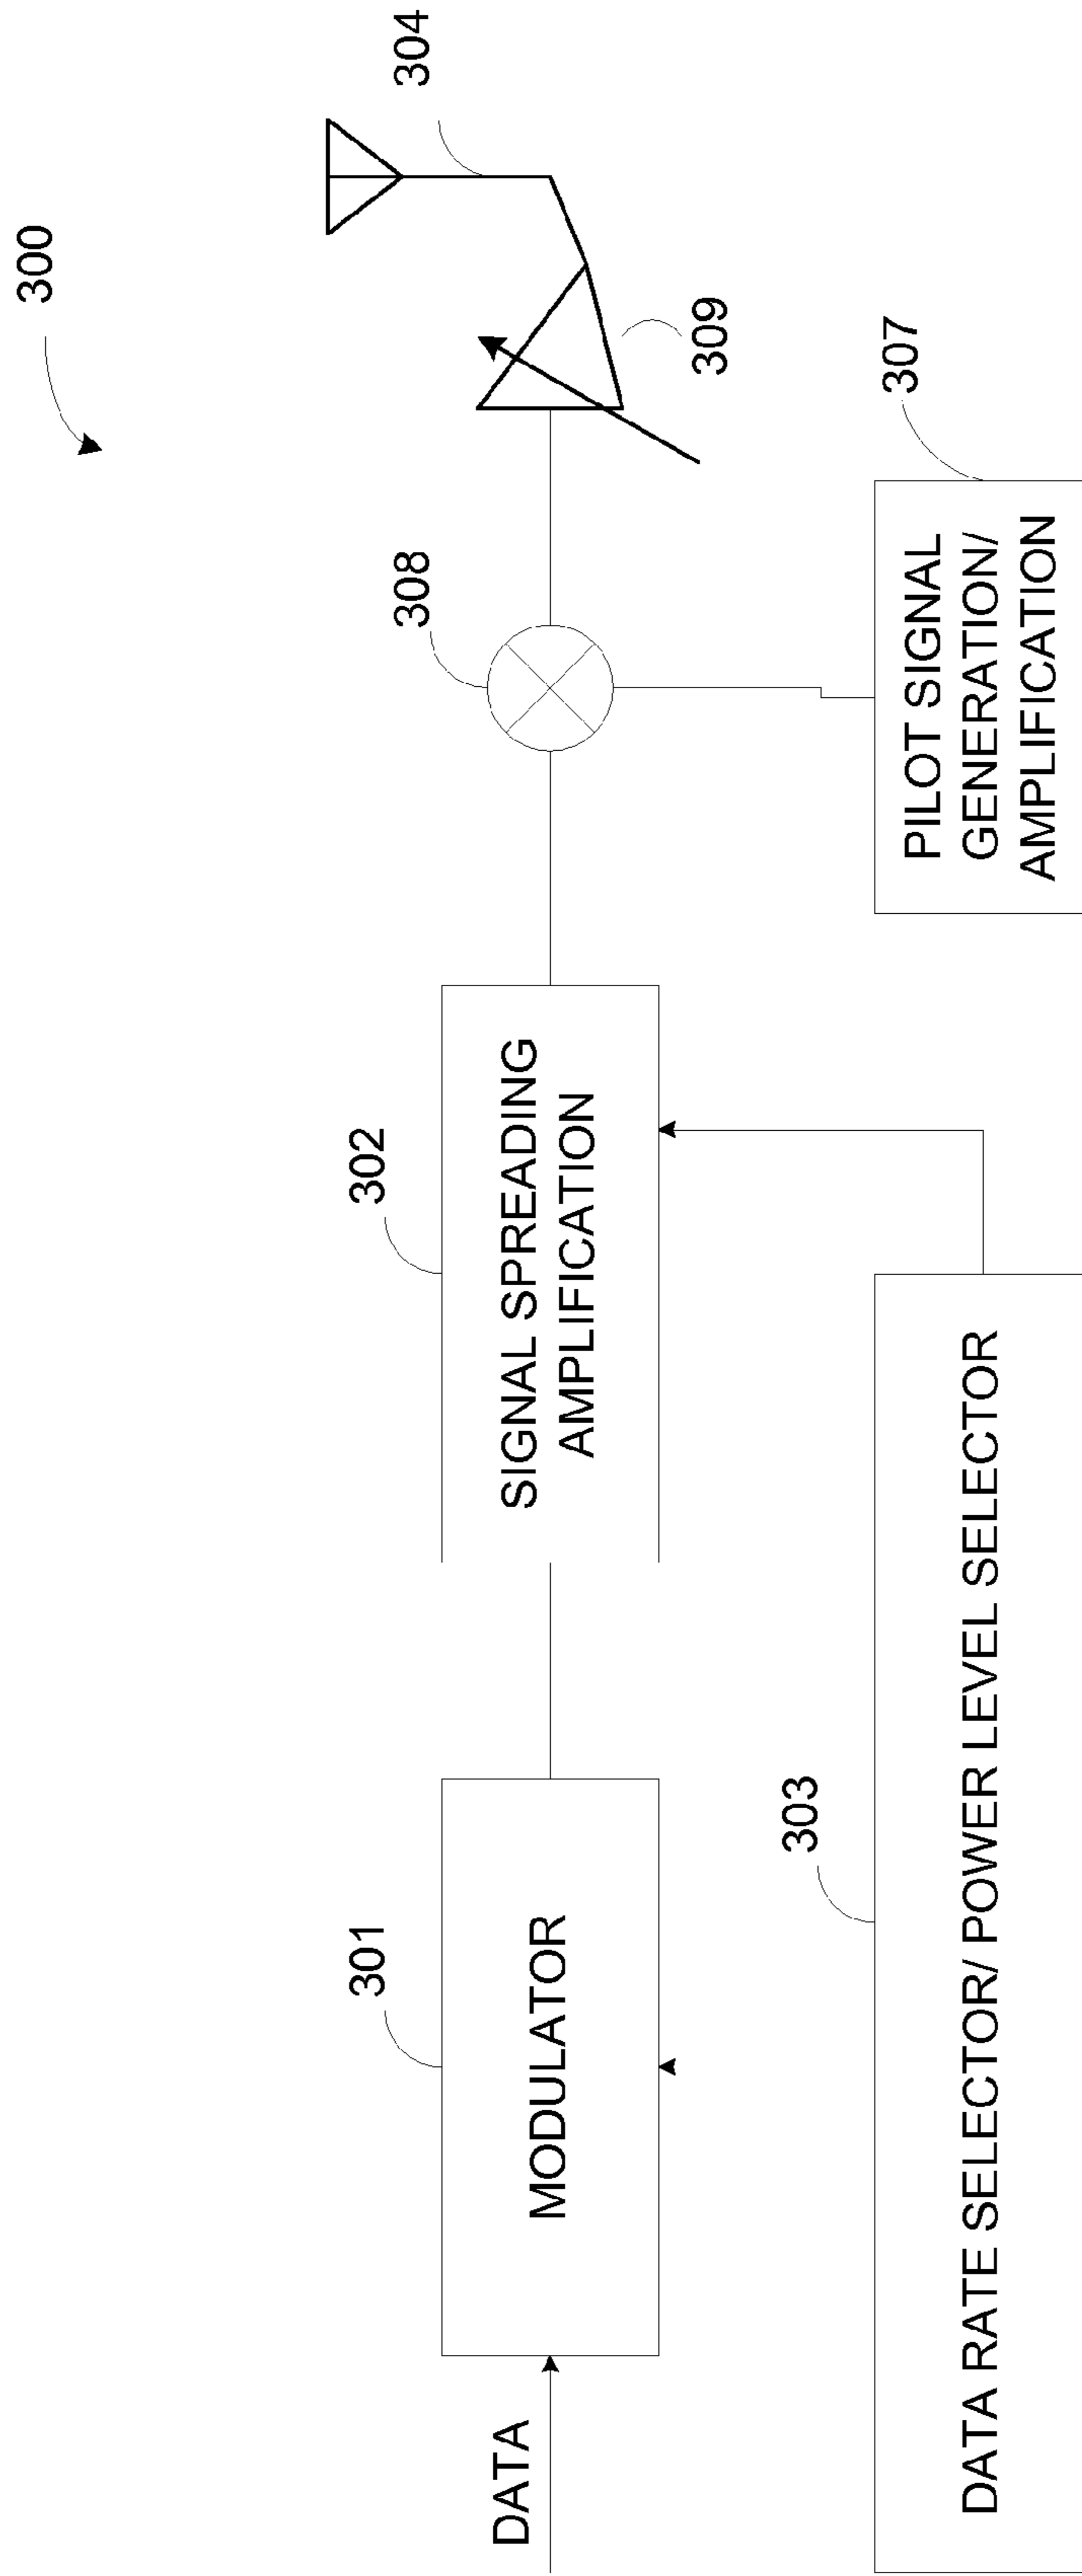 300
304
309
308
302
301
DATA
MODULATOR
SIGNAL SPREADING
AMPLIFICATION
303
DATA RATE SELECTOR/ POWER LEVEL SELECTOR
307
PILOT SIGNAL
GENERATION/
AMPLIFICATION